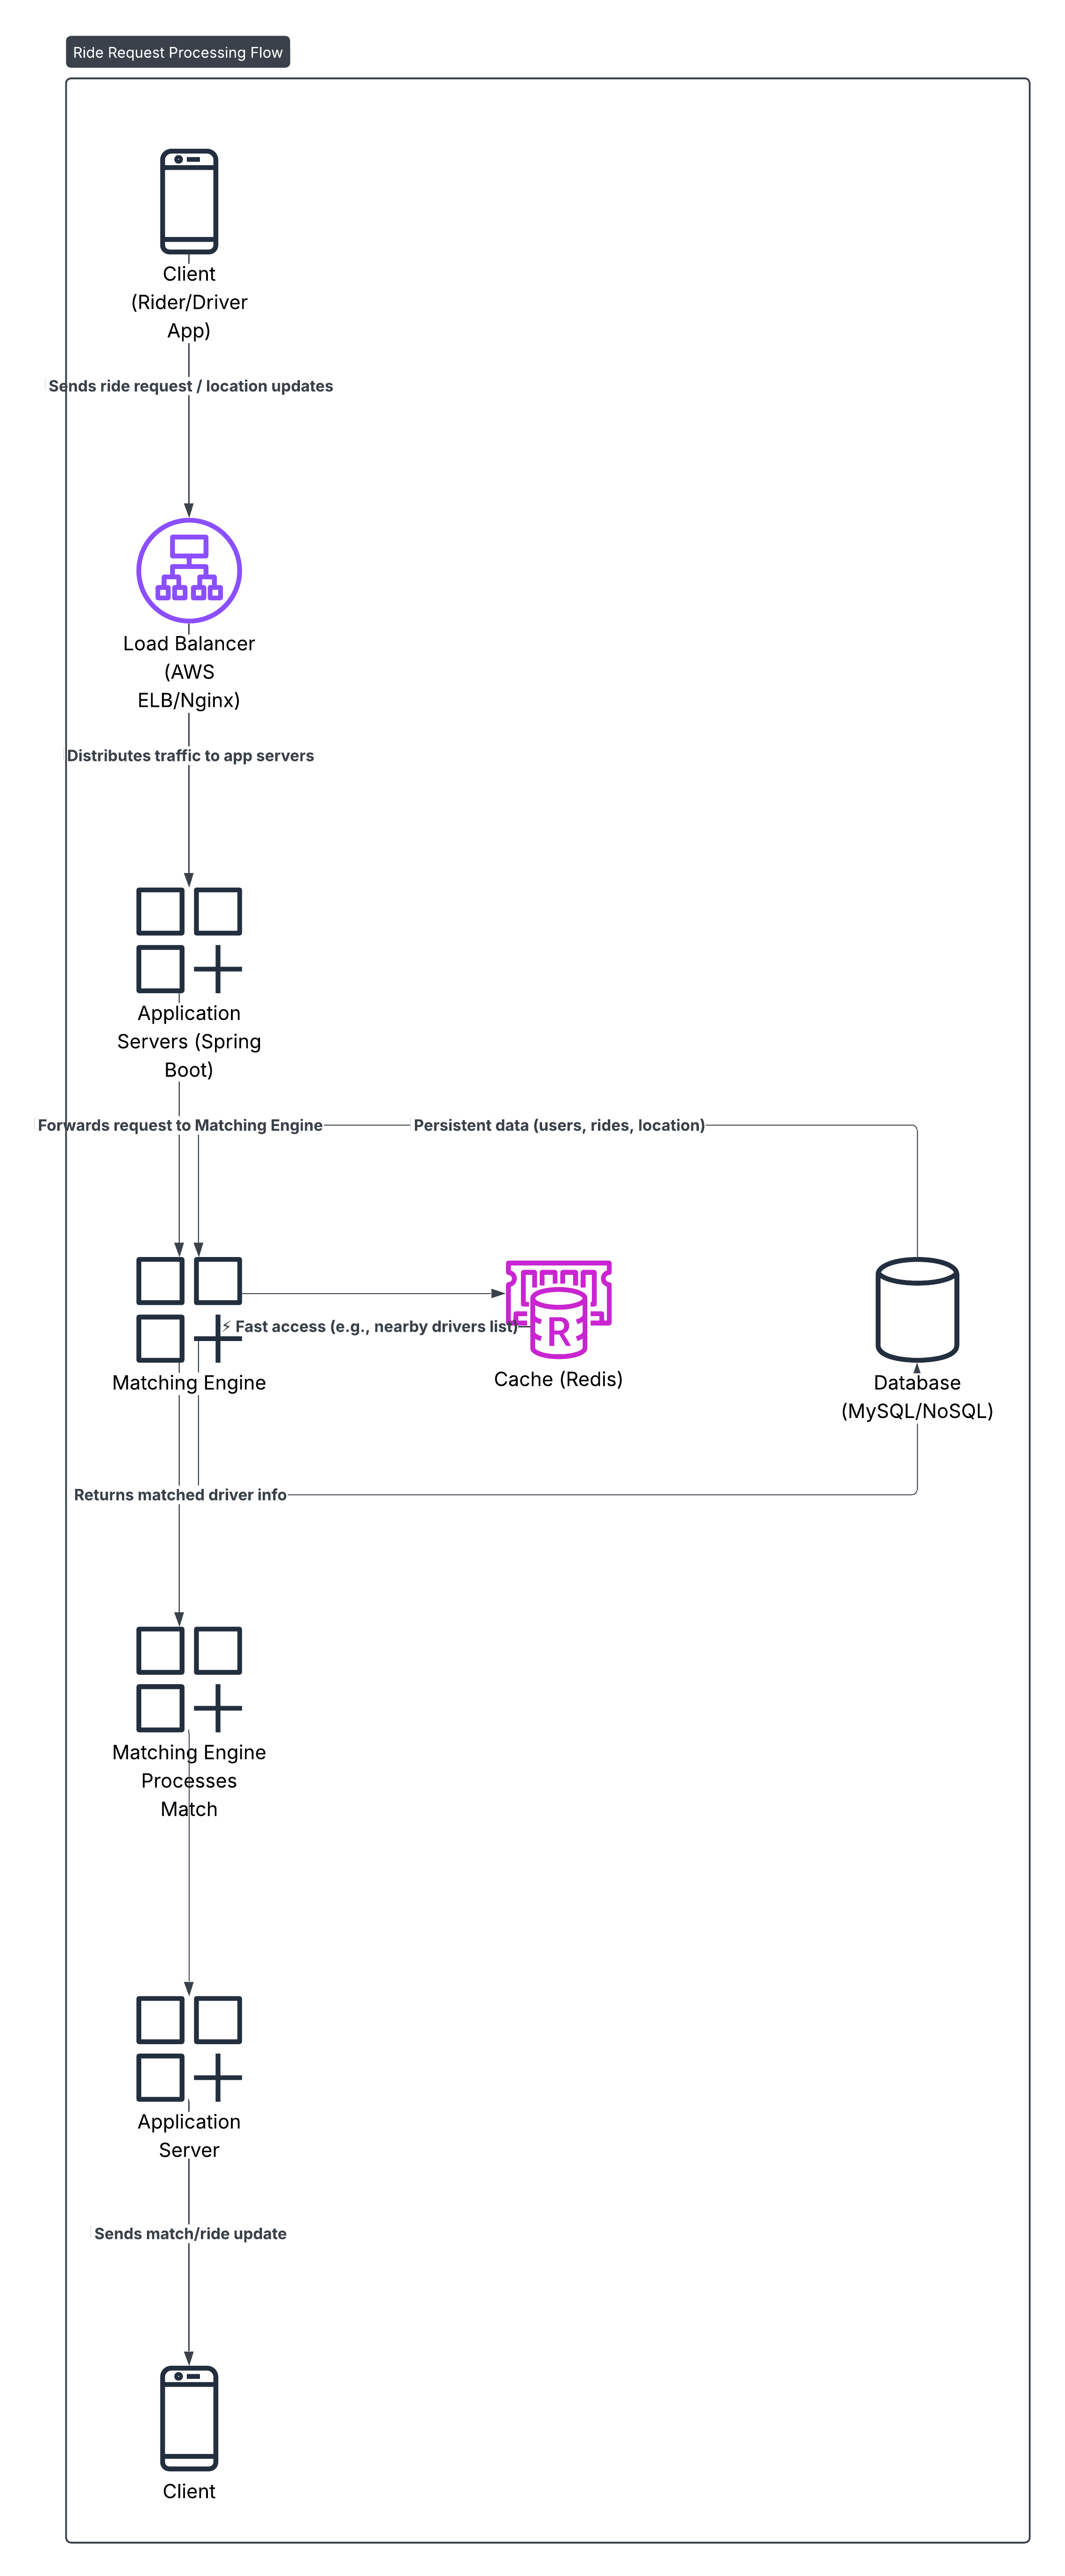 Ride Request Processing Flow
Client
(Rider/Driver
App)
Sends ride request / location updates
Load Balancer
(AWS
ELB/Nginx)
Distributes traffic to app servers
Application
Servers (Spring
Boot)
Forwards request to Matching Engine
Persistent data (users, rides, location)
⚡ Fast access (e.g., nearby drivers list)
R
Matching Engine
Cache (Redis)
Database
(MySQL/NoSQL)
Returns matched driver info
Matching Engine
Processes
Match
Application
Server
Sends match/ride update
Client